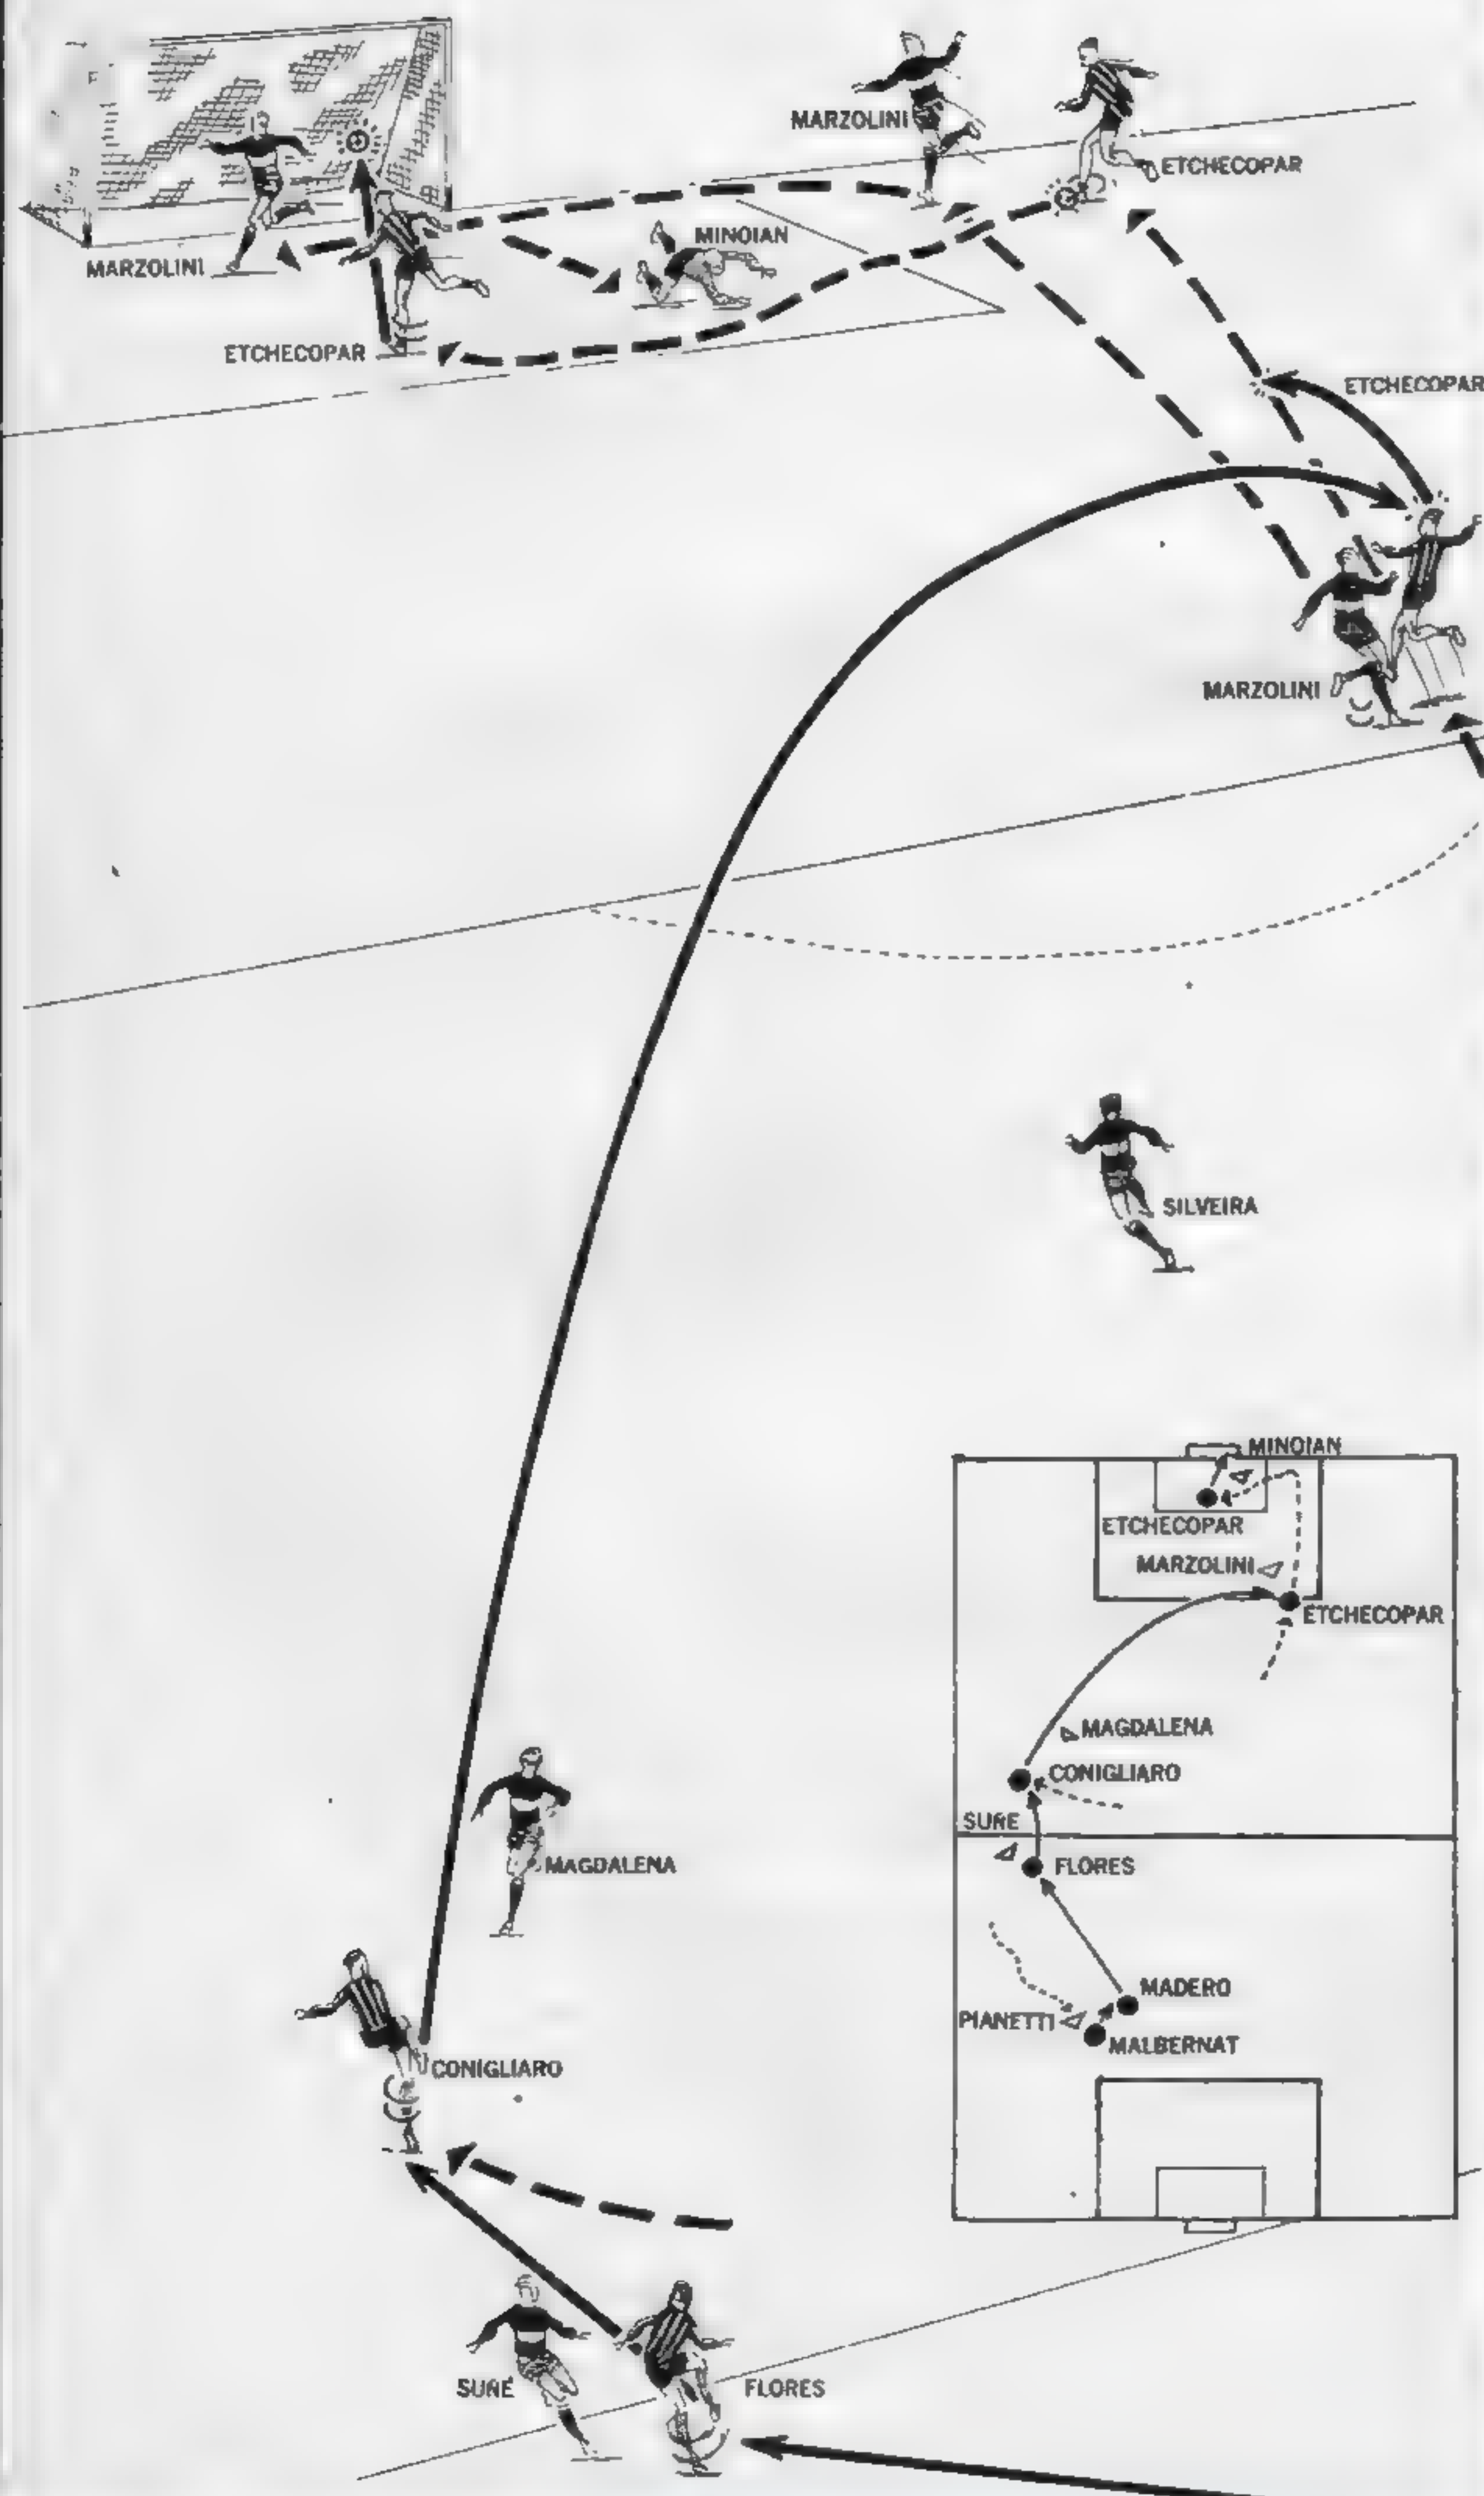 MARZOLINI
ETCHECOPAR
MARZOLINI
MINOIAN
ETCHECOPAR
ETCHECOPAR
MARZOLINI
SILVEIRA
MAGDALENA
CONIGLIARO
SUÑE
FLORES
MINOIAN
ETCHECOPAR
MARZOLINI
ETCHECOPAR
MAGDALENA
CONIGLIARO
SUÑE
FLORES
MADERO
PIANETTI
MALBERNAT